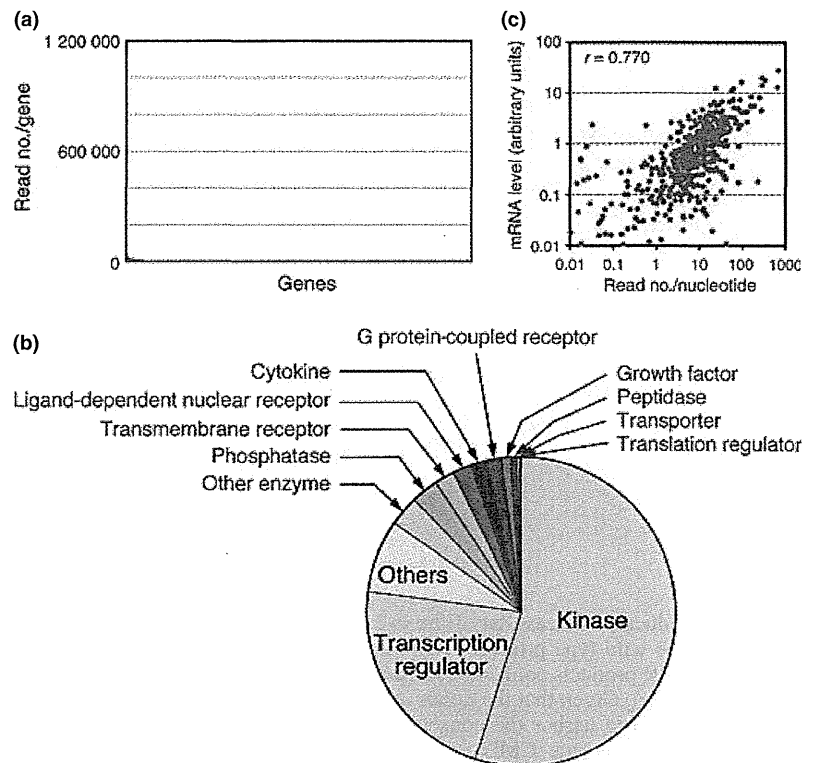 (a)
1 200 000
600 000
0
Read no./gene
Genes
(c)
r = 0.770
100
10
1
0.1
0.01
mRNA level (arbitrary units)
0.01 0.1 1 10 100 1000
Read no./nucleotide
(b)
G protein-coupled receptor
Cytokine
Ligand-dependent nuclear receptor
Transmembrane receptor
Phosphatase
Other enzyme
Growth factor
Peptidase
Transporter
Translation regulator
Others
Transcription
regulator
Kinase